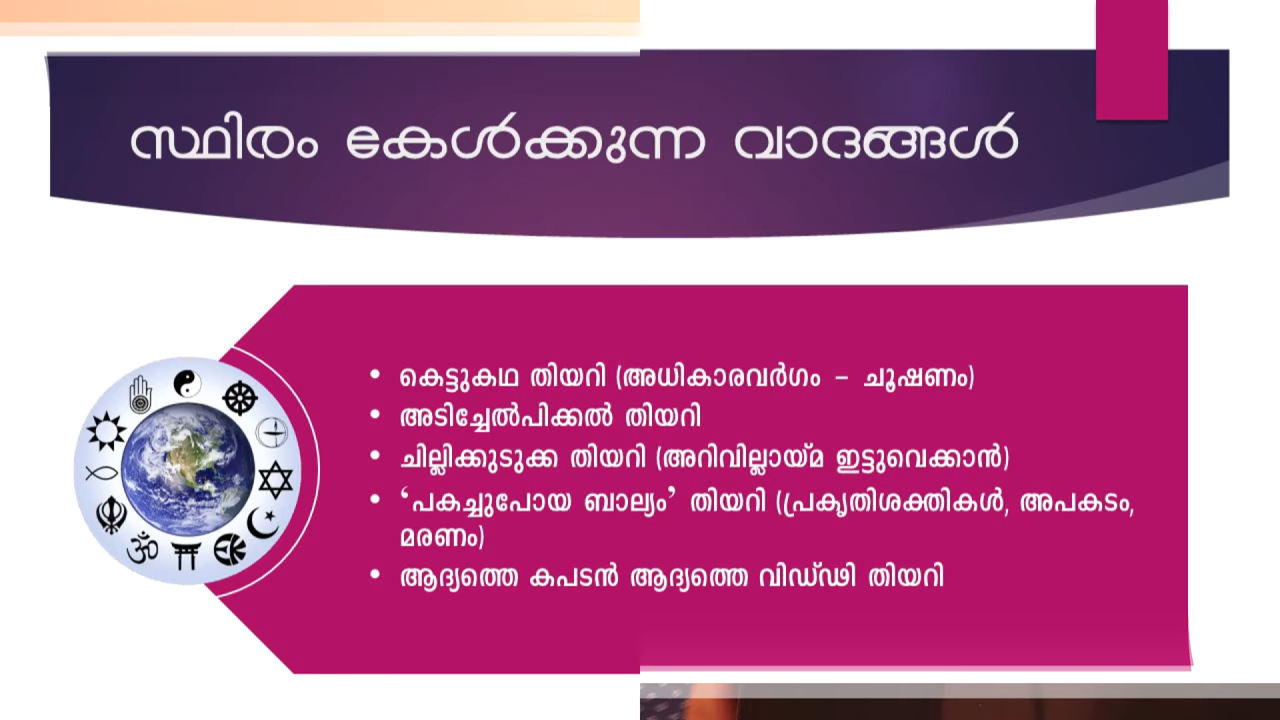 സ്ഥിരം കേൾക്കുന്ന വാദങ്ങൾ
• കെട്ടുകഥ തിയറി (അധികാരവർഗം – ചൂഷണം)
• അടിച്ചേൽപിക്കൽ തിയറി
• ചില്ലിക്കുടുക്ക തിയറി (അറിവില്ലായ്മ ഇട്ടുവെക്കാൻ)
• ‘പകച്ചുപോയ ബാല്യം’ തിയറി (പ്രകൃതിശക്തികൾ, അപകടം,
മരണം)
• ആദ്യത്തെ കപടൻ ആദ്യത്തെ വിഡ്ഢി തിയറി